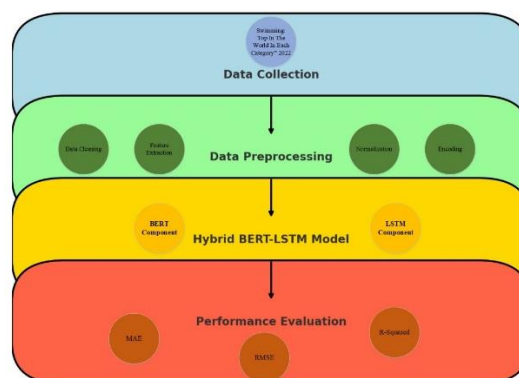 Swimming:
Top In The
World In Each
Category" 2022
Data Collection
Data Cleaning
Feature
Extraction
Data Preprocessing
Normalization
Encoding
BERT
Component
LSTM
Component
Hybrid BERT-LSTM Model
Performance Evaluation
MAE
RMSE
R-Squared